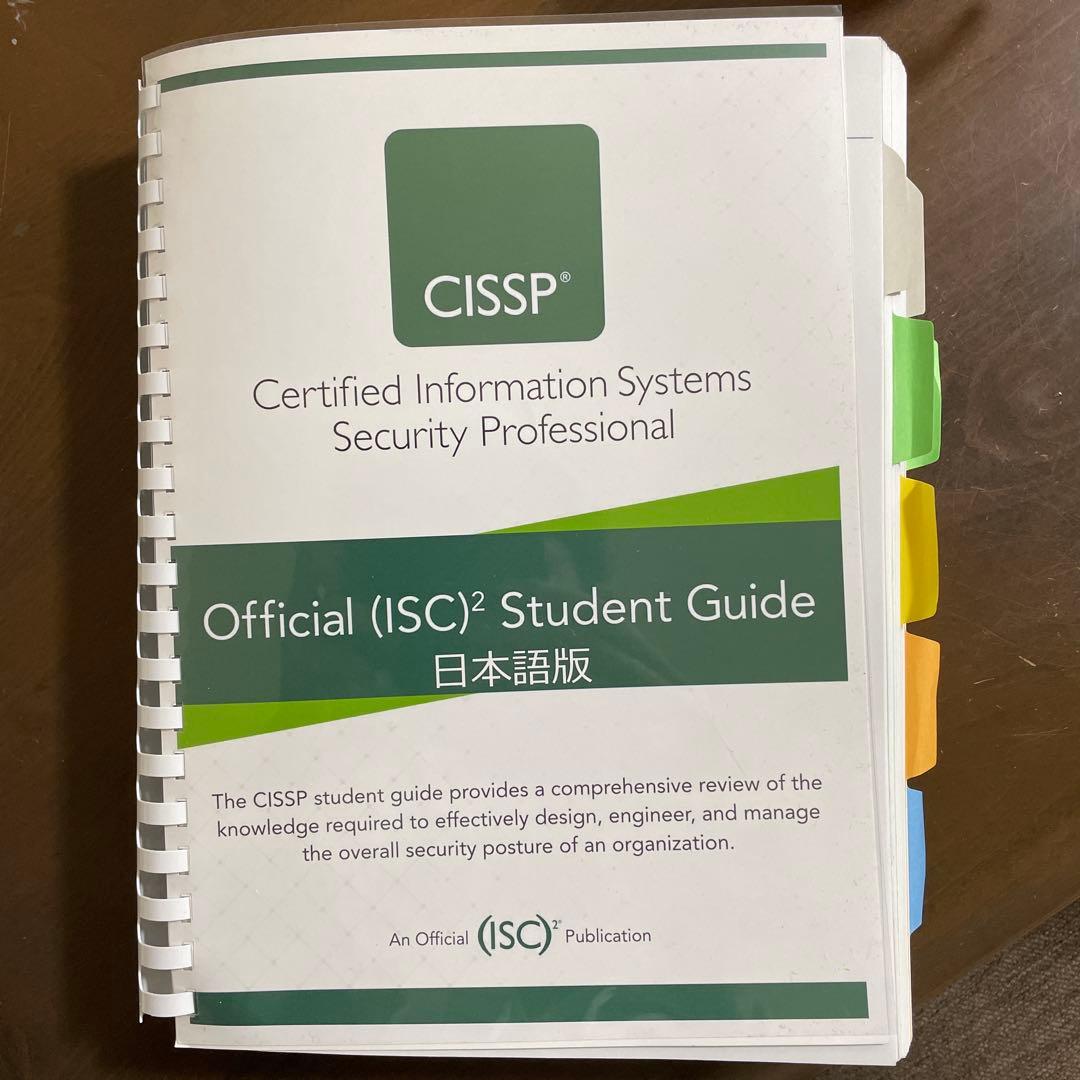 CISSP®
Certified Information Systems
Security Professional
Official (ISC)² Student Guide
日本語版
The CISSP student guide provides a comprehensive review of the
knowledge required to effectively design, engineer, and manage
the overall security posture of an organization.
An Official (ISC)²® Publication